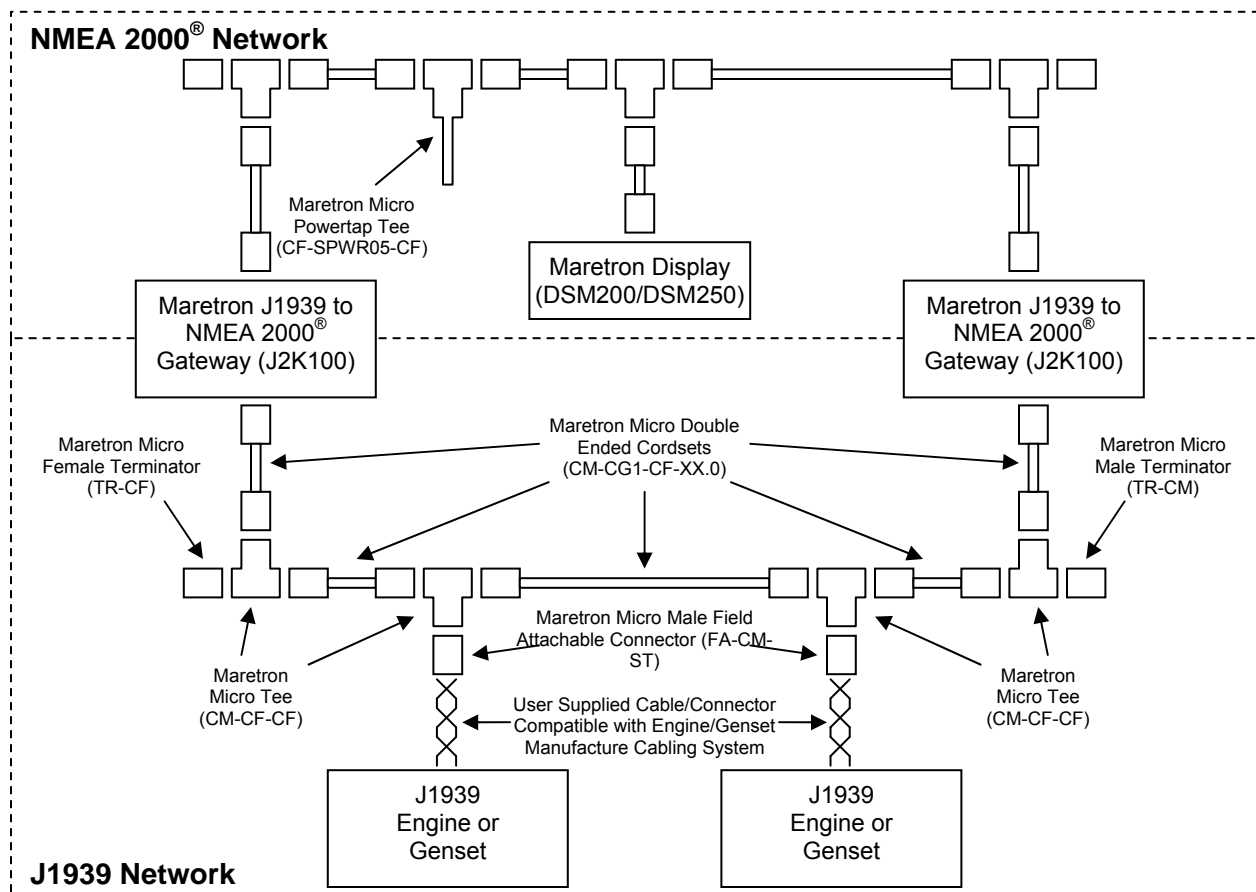 NMEA 2000® Network
Maretron Micro
Powertap Tee
(CF-SPWR05-CF)
Maretron Display
(DSM200/DSM250)
Maretron J1939 to
NMEA 2000®
Gateway (J2K100)
Maretron J1939 to
NMEA 2000®
Gateway (J2K100)
Maretron Micro
Female Terminator
(TR-CF)
Maretron Micro Double
Ended Cordsets
(CM-CG1-CF-XX.0)
Maretron Micro
Male Terminator
(TR-CM)
Maretron Micro Male Field
Attachable Connector (FA-CM-
ST)
Maretron
Micro Tee
(CM-CF-CF)
User Supplied Cable/Connector
Compatible with Engine/Genset
Manufacture Cabling System
Maretron
Micro Tee
(CM-CF-CF)
J1939
Engine or
Genset
J1939
Engine or
Genset
J1939 Network